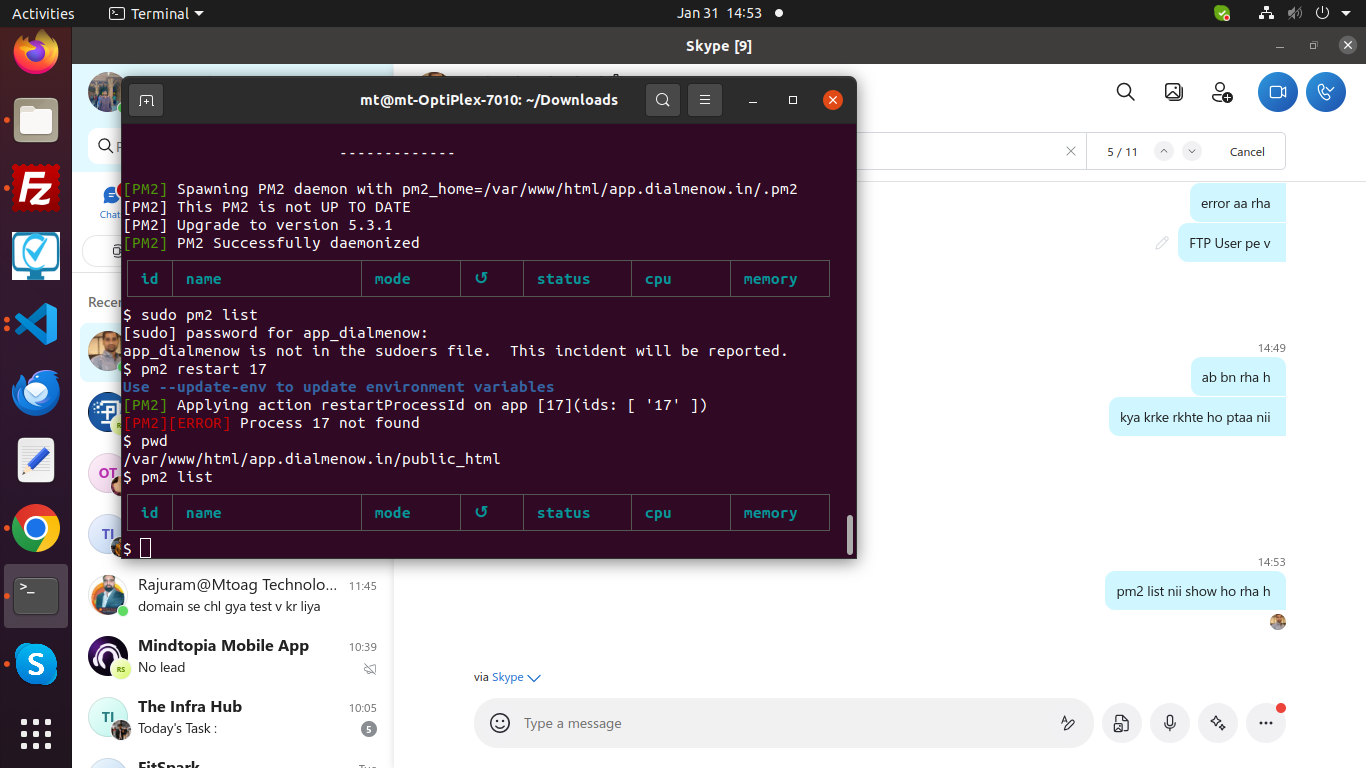 Activities
Terminal
Jan 31 14:53
Skype [9]
mt@mt-OptiPlex-7010: ~/Downloads
-------------
[PM2] Spawning PM2 daemon with pm2_home=/var/www/html/app.dialmenow.in/.pm2
[PM2] This PM2 is not UP TO DATE
[PM2] Upgrade to version 5.3.1
[PM2] PM2 Successfully daemonized
id name mode ↺ status cpu memory
$ sudo pm2 list
[sudo] password for app_dialmenow:
app_dialmenow is not in the sudoers file.  This incident will be reported.
$ pm2 restart 17
Use --update-env to update environment variables
[PM2] Applying action restartProcessId on app [17](ids: [ '17' ])
[PM2][ERROR] Process 17 not found
$ pwd
/var/www/html/app.dialmenow.in/public_html
$ pm2 list
id name mode ↺ status cpu memory
$
Chat
Recen
OT
TI
Rajuram@Mtoag Technolo... 11:45
domain se chl gya test v kr liya
Mindtopia Mobile App 10:39
No lead
RS
The Infra Hub 10:05
TI
Today's Task : 5
FitSpark Tue
5 / 11
Cancel
error aa rha
FTP User pe v
14:49
ab bn rha h
kya krke rkhte ho ptaa nii
14:53
pm2 list nii show ho rha h
via Skype
Type a message